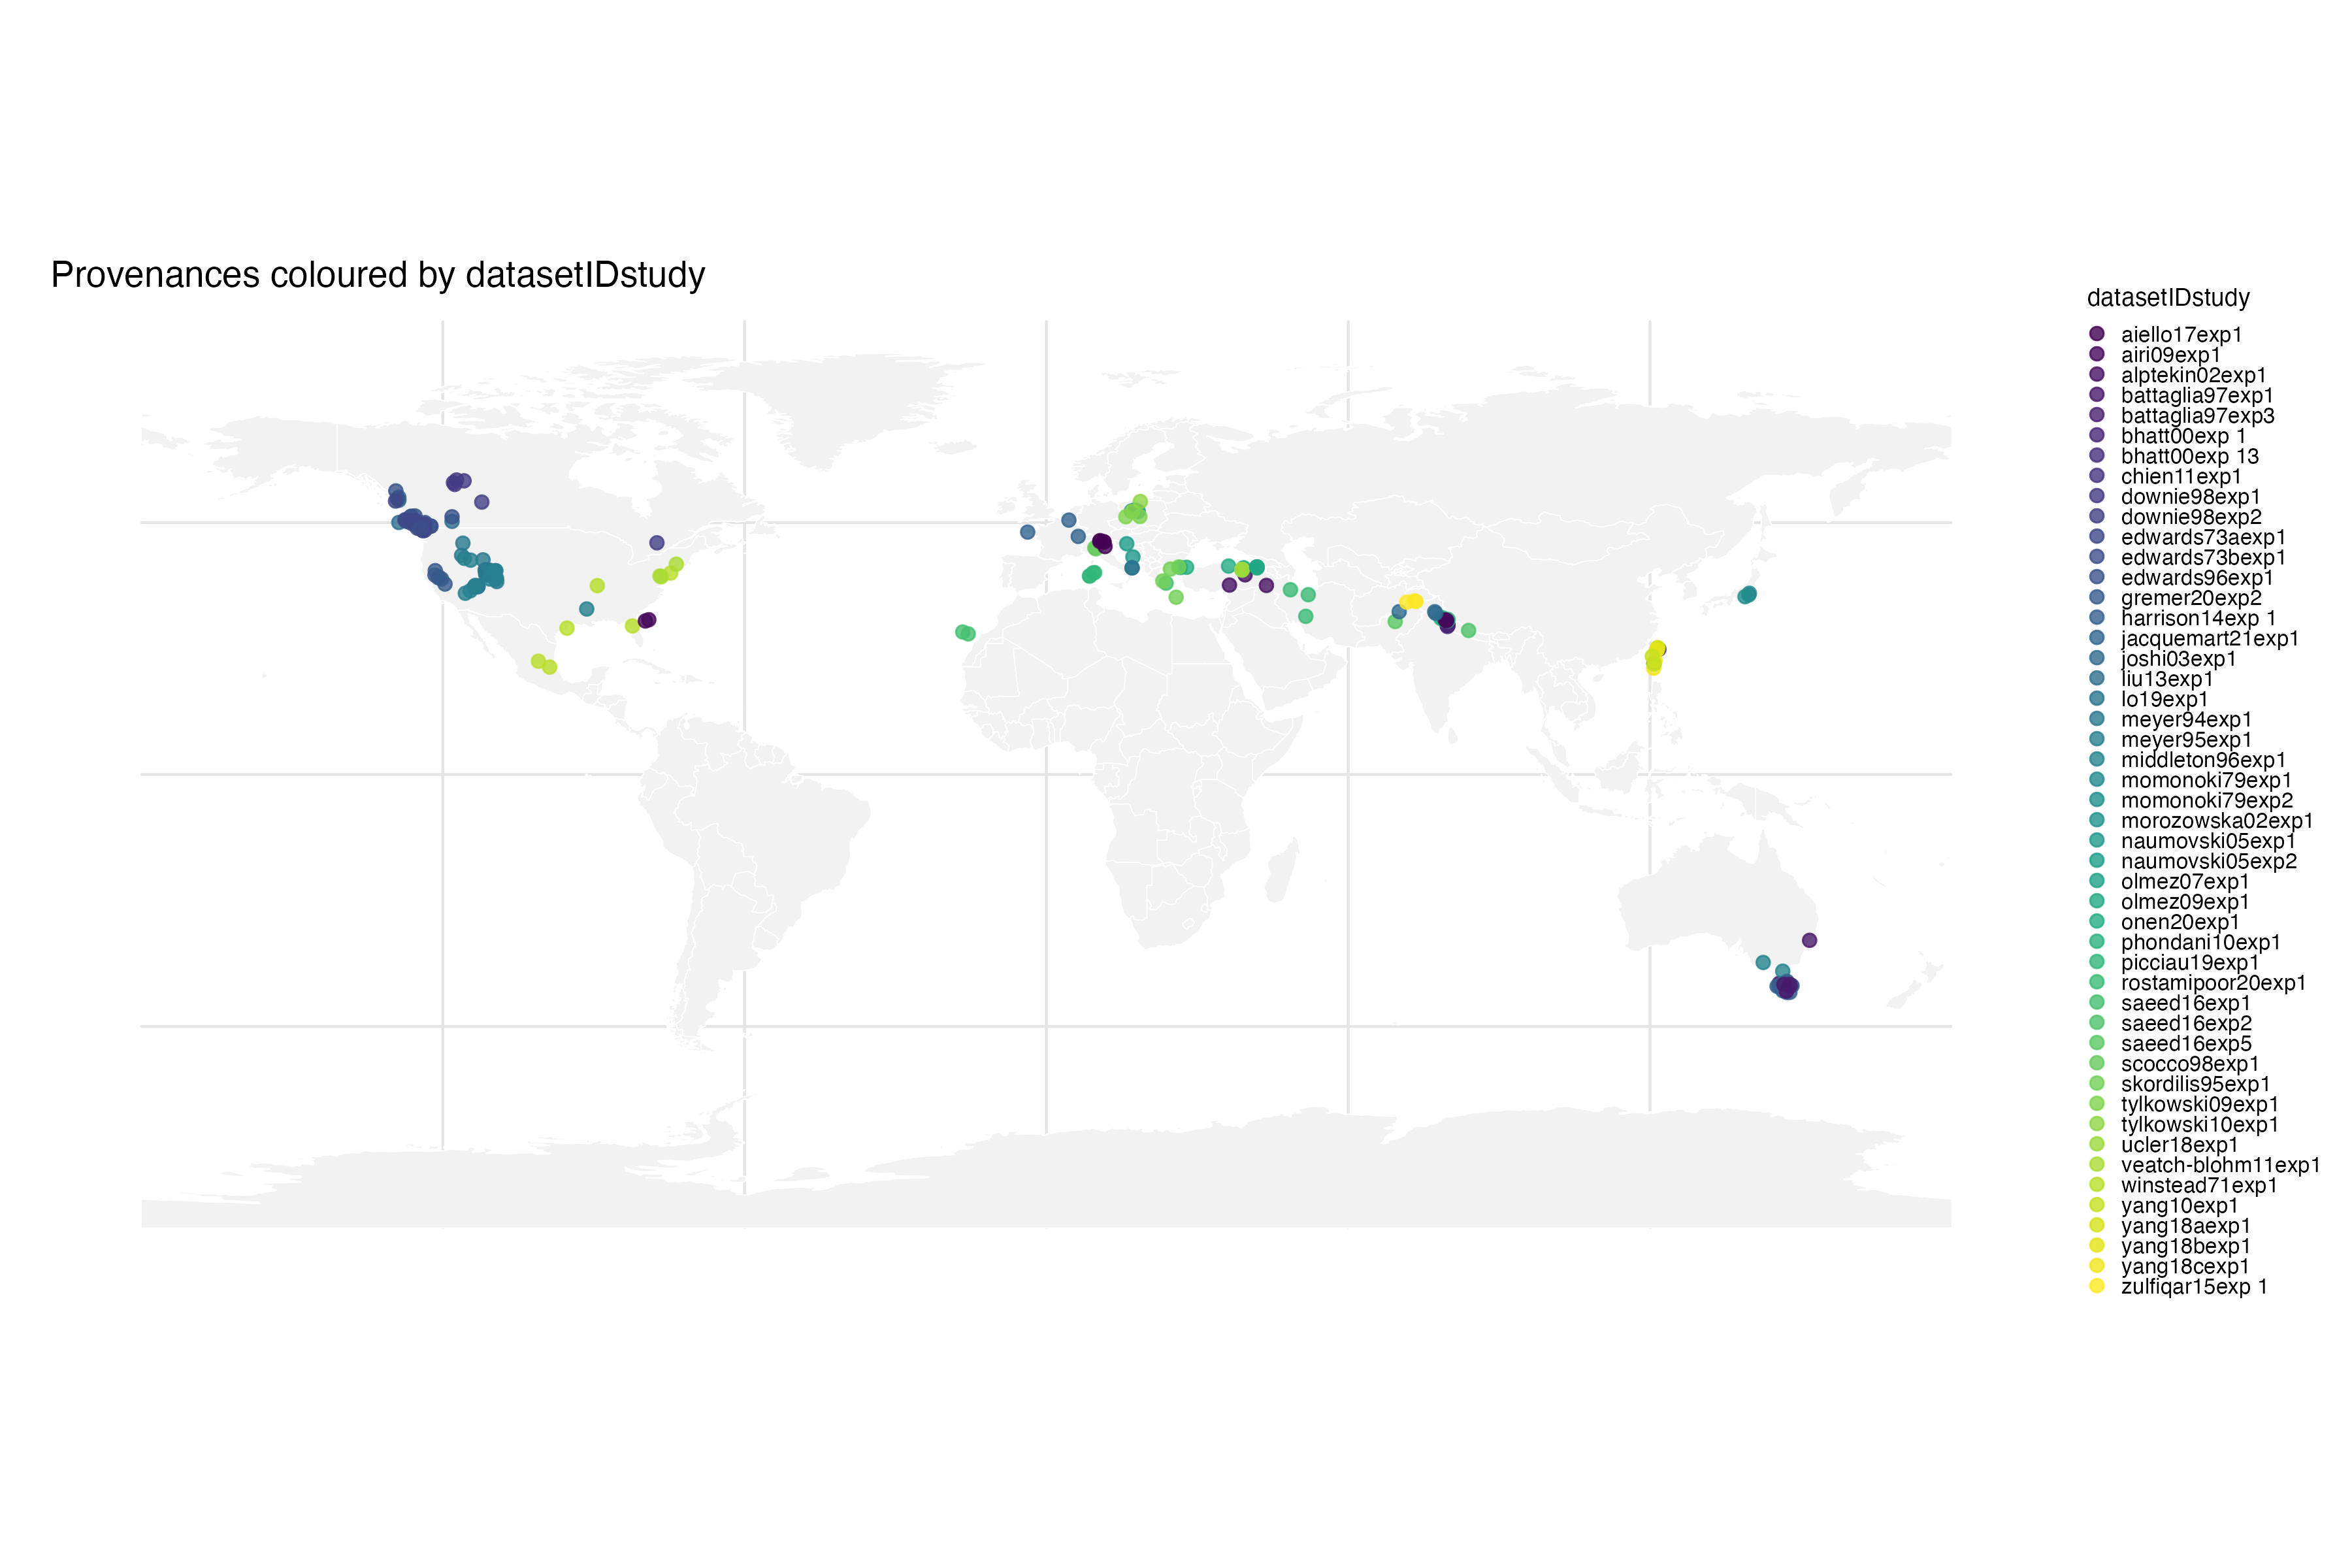 Provenances coloured by datasetIDstudy
datasetIDstudy
aiello17exp1
airi09exp1
alptekin02exp1
battaglia97exp1
battaglia97exp3
bhatt00exp 1
bhatt00exp 13
chien11exp1
downie98exp1
downie98exp2
edwards73aexp1
edwards73bexp1
edwards96exp1
gremer20exp2
harrison14exp 1
jacquemart21exp1
joshi03exp1
liu13exp1
lo19exp1
meyer94exp1
meyer95exp1
middleton96exp1
momonoki79exp1
momonoki79exp2
morozowska02exp1
naumovski05exp1
naumovski05exp2
olmez07exp1
olmez09exp1
onen20exp1
phondani10exp1
picciau19exp1
rostamipoor20exp1
saeed16exp1
saeed16exp2
saeed16exp5
scocco98exp1
skordilis95exp1
tylkowski09exp1
tylkowski10exp1
ucler18exp1
veatch-blohm11exp1
winstead71exp1
yang10exp1
yang18aexp1
yang18bexp1
yang18cexp1
zulfiqar15exp 1